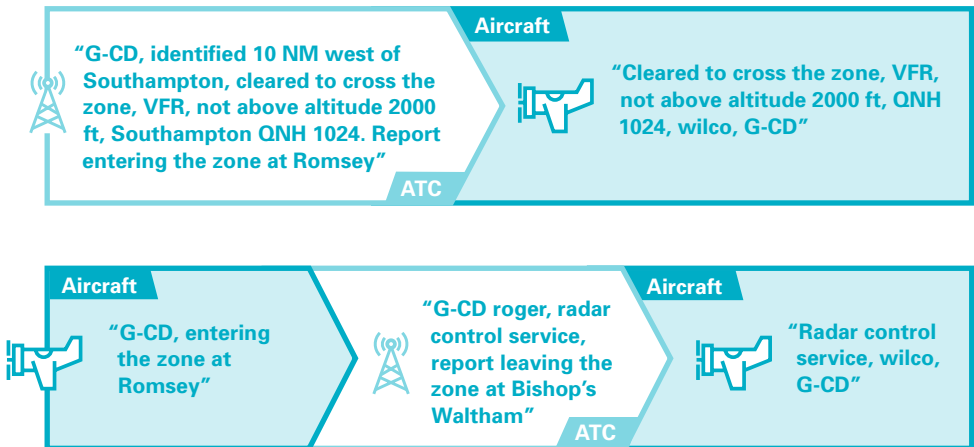 Aircraft
“G-CD, identified 10 NM west of
Southampton, cleared to cross the
zone, VFR, not above altitude 2000
ft, Southampton QNH 1024. Report
entering the zone at Romsey”
ATC
“Cleared to cross the zone, VFR,
not above altitude 2000 ft, QNH
1024, wilco, G-CD”
Aircraft
“G-CD, entering
the zone at
Romsey”
“G-CD roger, radar
control service,
report leaving the
zone at Bishop’s
Waltham”
ATC
Aircraft
“Radar control
service, wilco,
G-CD”